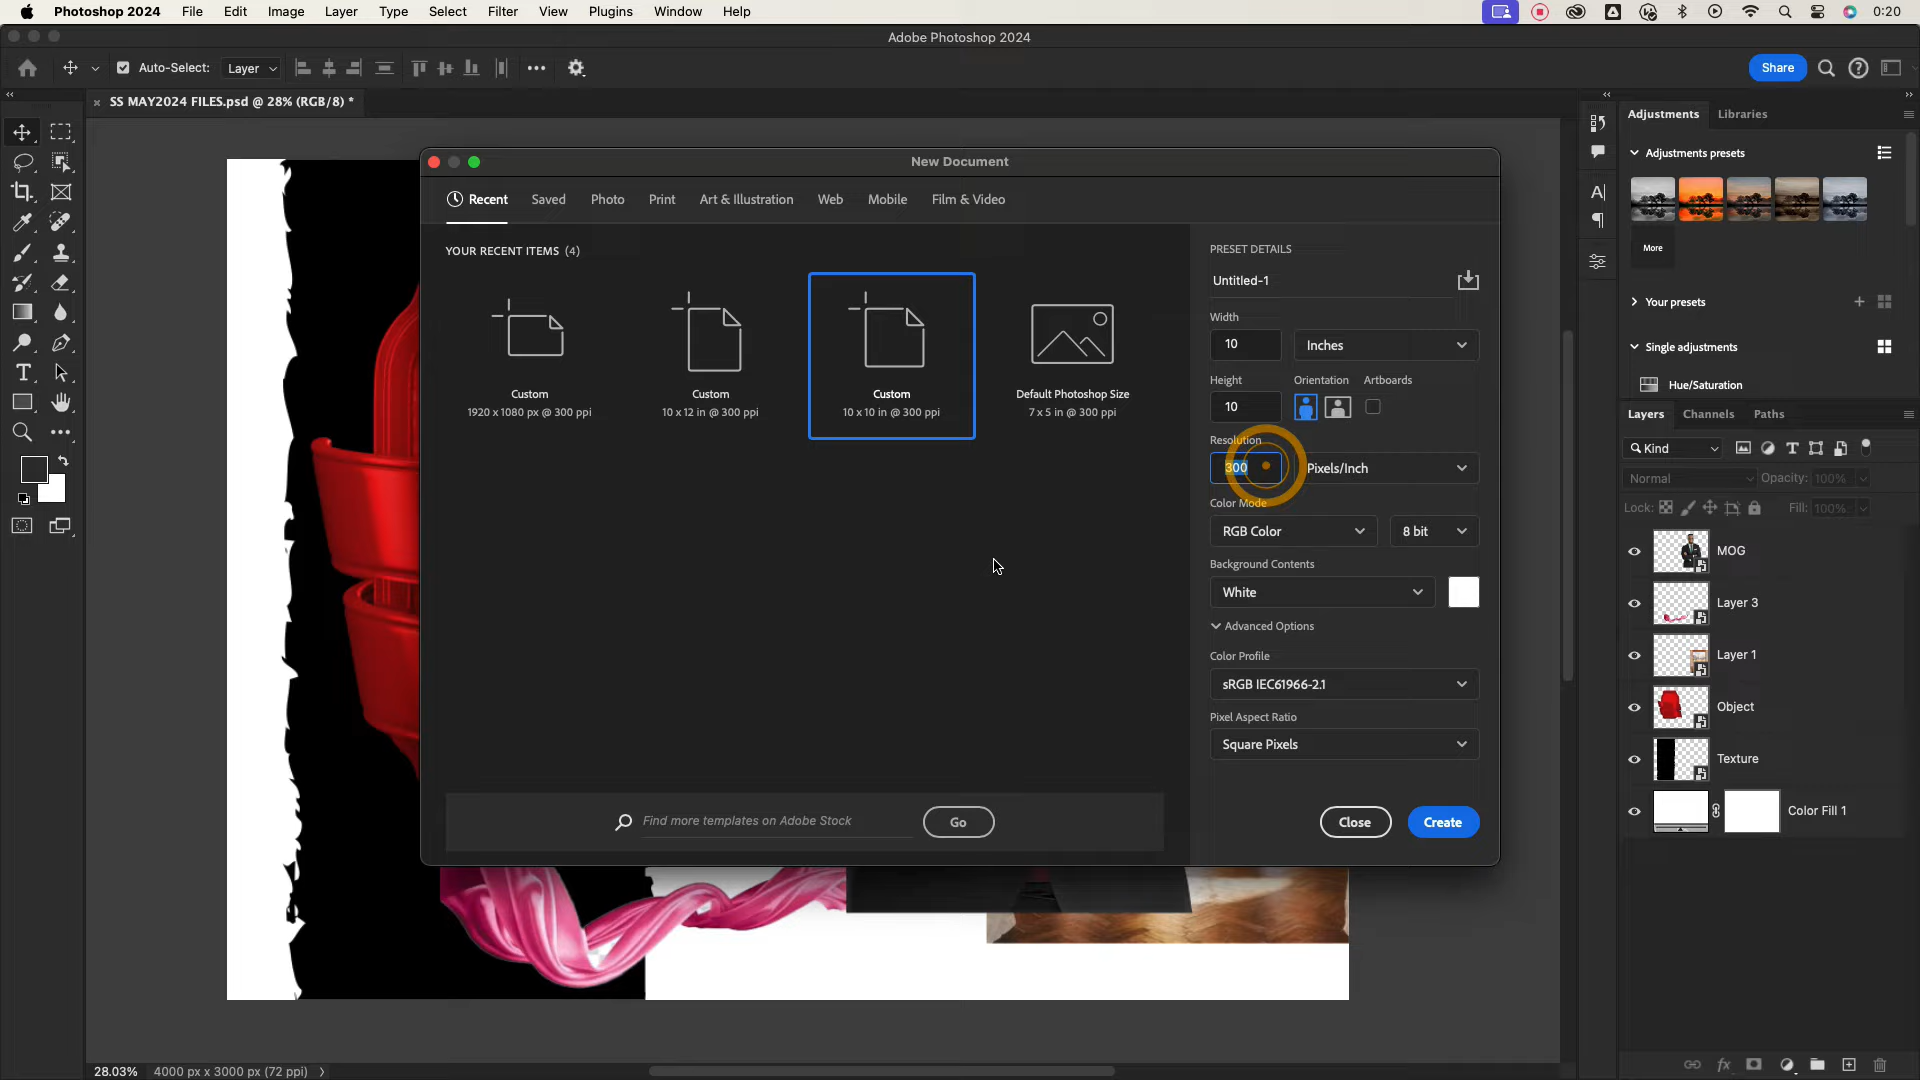 Photoshop 2024 File Edit Image Layer Type Select Filter View Plugins Window Help 0:20
Adobe Photoshop 2024
Auto-Select: Layer Share
SS MAY2024 FILES.psd @ 28% (RGB/8) *
New Document
Recent Saved Photo Print Art & Illustration Web Mobile Film & Video
YOUR RECENT ITEMS (4)
Custom
1920 x 1080 px @ 300 ppi
Custom
10 x 12 in @ 300 ppi
Custom
10 x 10 in @ 300 ppi
Default Photoshop Size
7 x 5 in @ 300 ppi
Find more templates on Adobe Stock Go
PRESET DETAILS
Untitled-1
Width
10 Inches
Height Orientation Artboards
10
Resolution
300 Pixels/Inch
Color Mode
RGB Color 8 bit
Background Contents
White
Advanced Options
Color Profile
sRGB IEC61966-2.1
Pixel Aspect Ratio
Square Pixels
Close Create
Adjustments Libraries
Adjustments presets
More
Your presets
Single adjustments
Hue/Saturation
Layers Channels Paths
Kind
Normal Opacity: 100%
Lock: Fill: 100%
MOG
Layer 3
Layer 1
Object
Texture
Color Fill 1
28.03% 4000 px x 3000 px (72 ppi)